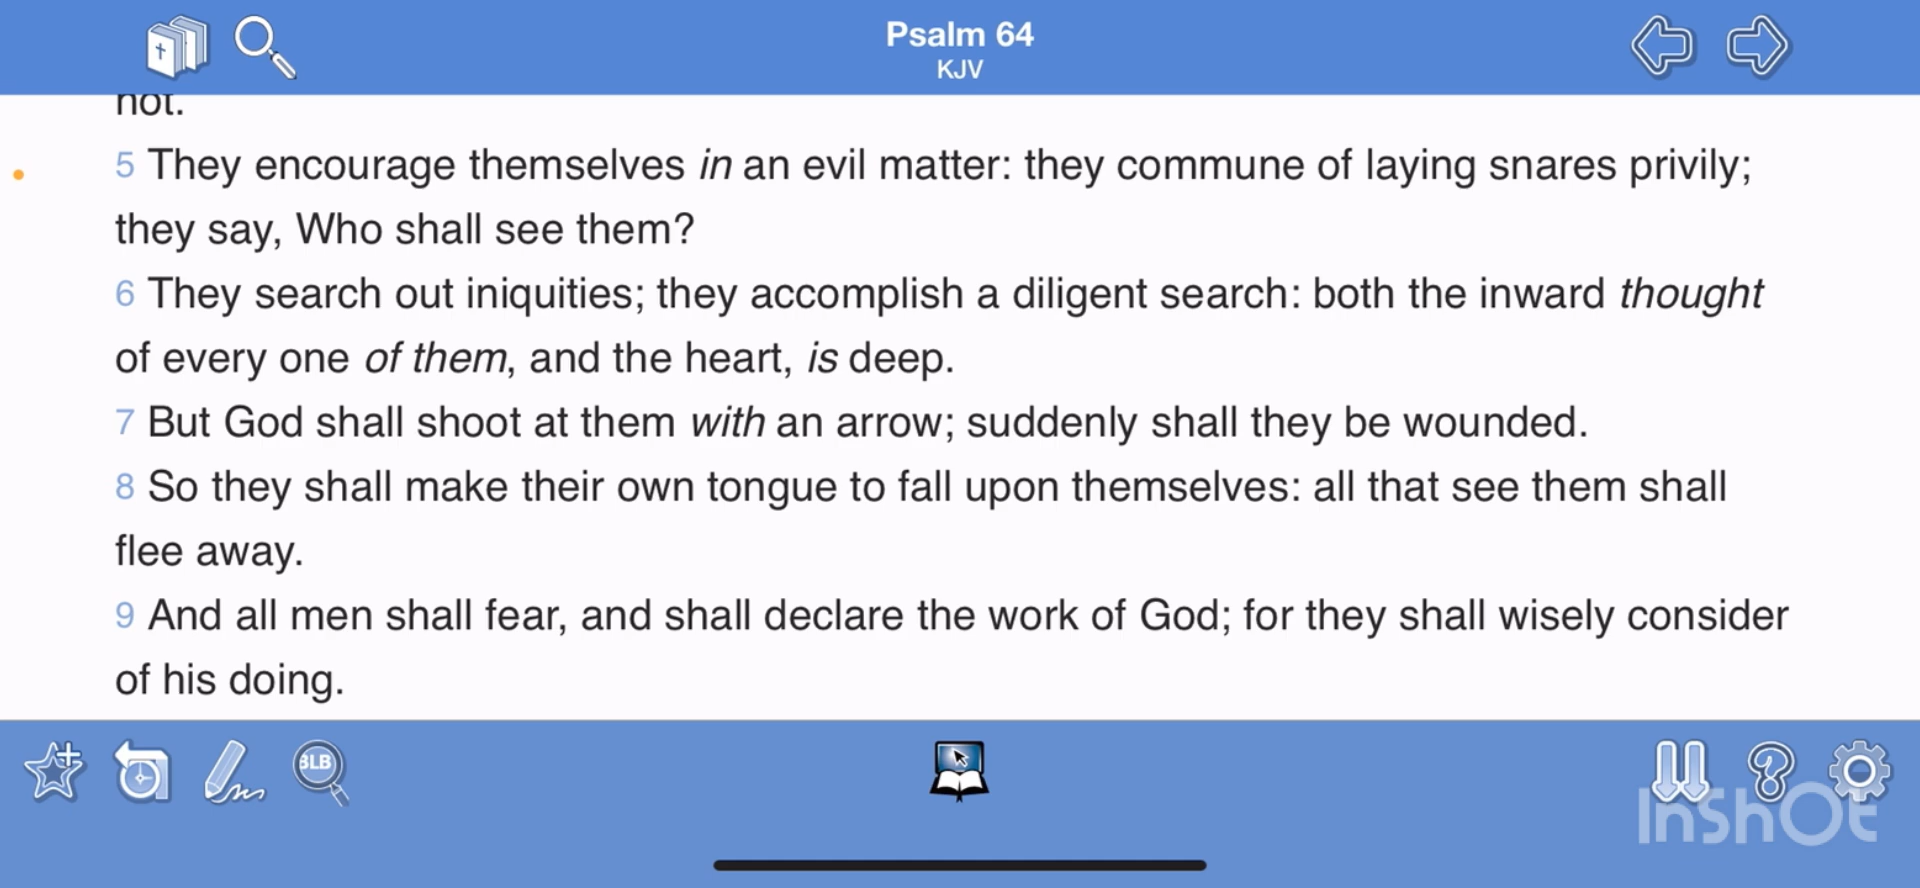 Psalm 64
KJV
not.
5 They encourage themselves in an evil matter: they commune of laying snares privily;
they say, Who shall see them?
6 They search out iniquities; they accomplish a diligent search: both the inward thought
of every one of them, and the heart, is deep.
7 But God shall shoot at them with an arrow; suddenly shall they be wounded.
8 So they shall make their own tongue to fall upon themselves: all that see them shall
flee away.
9 And all men shall fear, and shall declare the work of God; for they shall wisely consider
of his doing.
BLB
InShOt